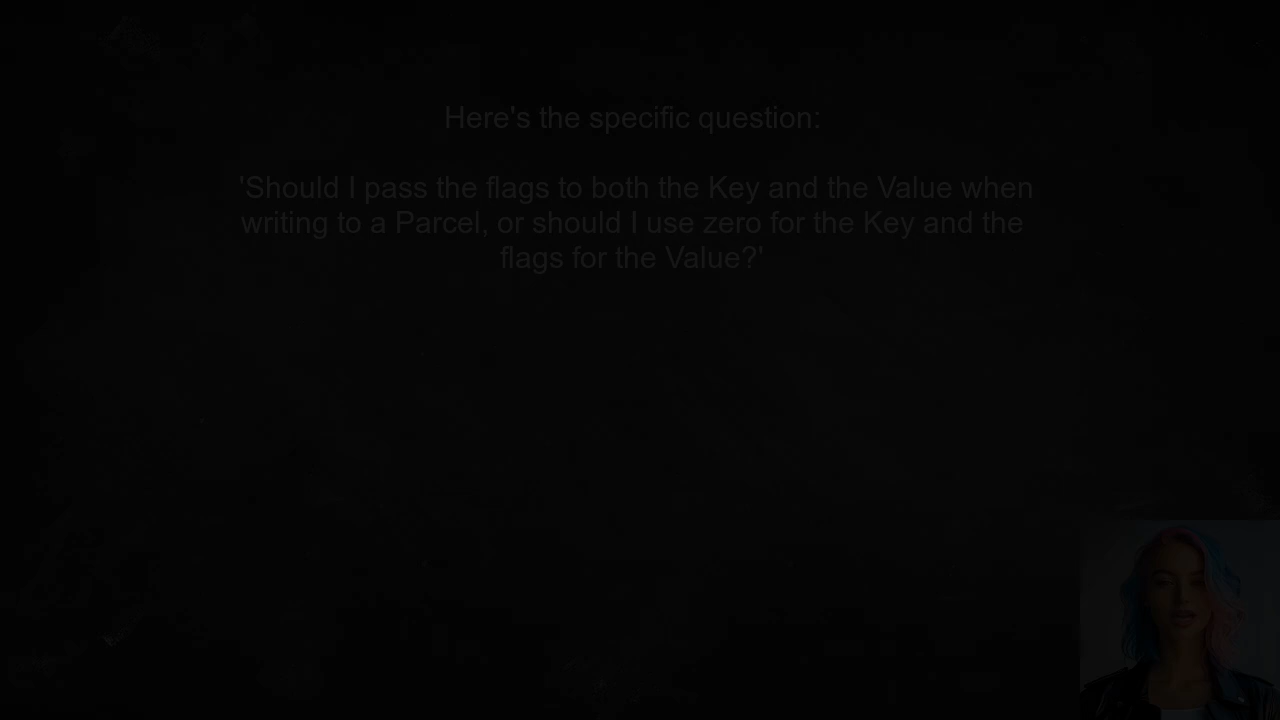 Here's the specific question:
'Should I pass the flags to both the Key and the Value when
writing to a Parcel, or should I use zero for the Key and the
flags for the Value?'